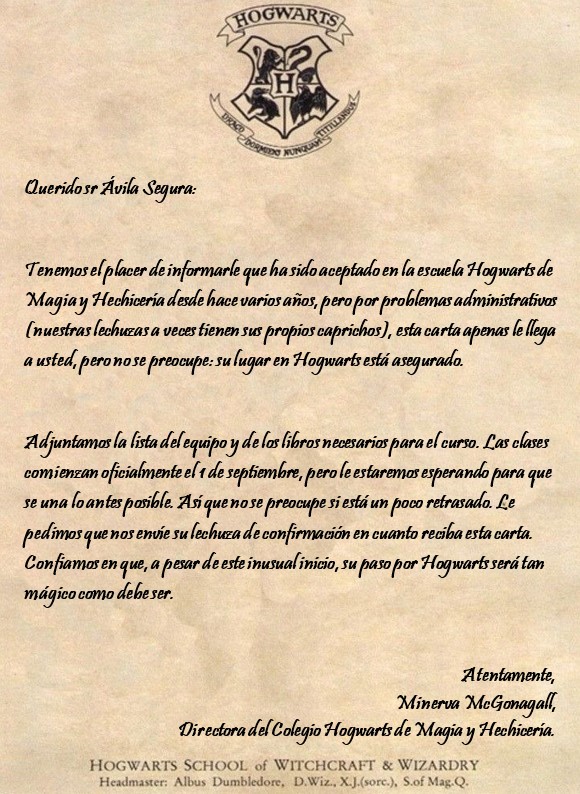 HOGWARTS
H
DRACO DORMIENS NUNQUAM TITILLANDUS
Querido sr Ávila Segura:
Tenemos el placer de informarle que ha sido aceptado en la escuela Hogwarts de
Magia y Hechicería desde hace varios años, pero por problemas administrativos
(nuestras lechuzas a veces tienen sus propios caprichos), esta carta apenas le llega
a usted, pero no se preocupe: su lugar en Hogwarts está asegurado.
Adjuntamos la lista del equipo y de los libros necesarios para el curso. Las clases
comienzan oficialmente el 1 de septiembre, pero le estaremos esperando para que
se una lo antes posible. Así que no se preocupe si está un poco retrasado. Le
pedimos que nos envíe su lechuza de confirmación en cuanto reciba esta carta.
Confiamos en que, a pesar de este inusual inicio, su paso por Hogwarts será tan
mágico como debe ser.
Atentamente,
Minerva McGonagall,
Directora del Colegio Hogwarts de Magia y Hechicería.
HOGWARTS SCHOOL of WITCHCRAFT & WIZARDRY
Headmaster: Albus Dumbledore, D.Wiz., X.J.(sorc.), S.of Mag.Q.